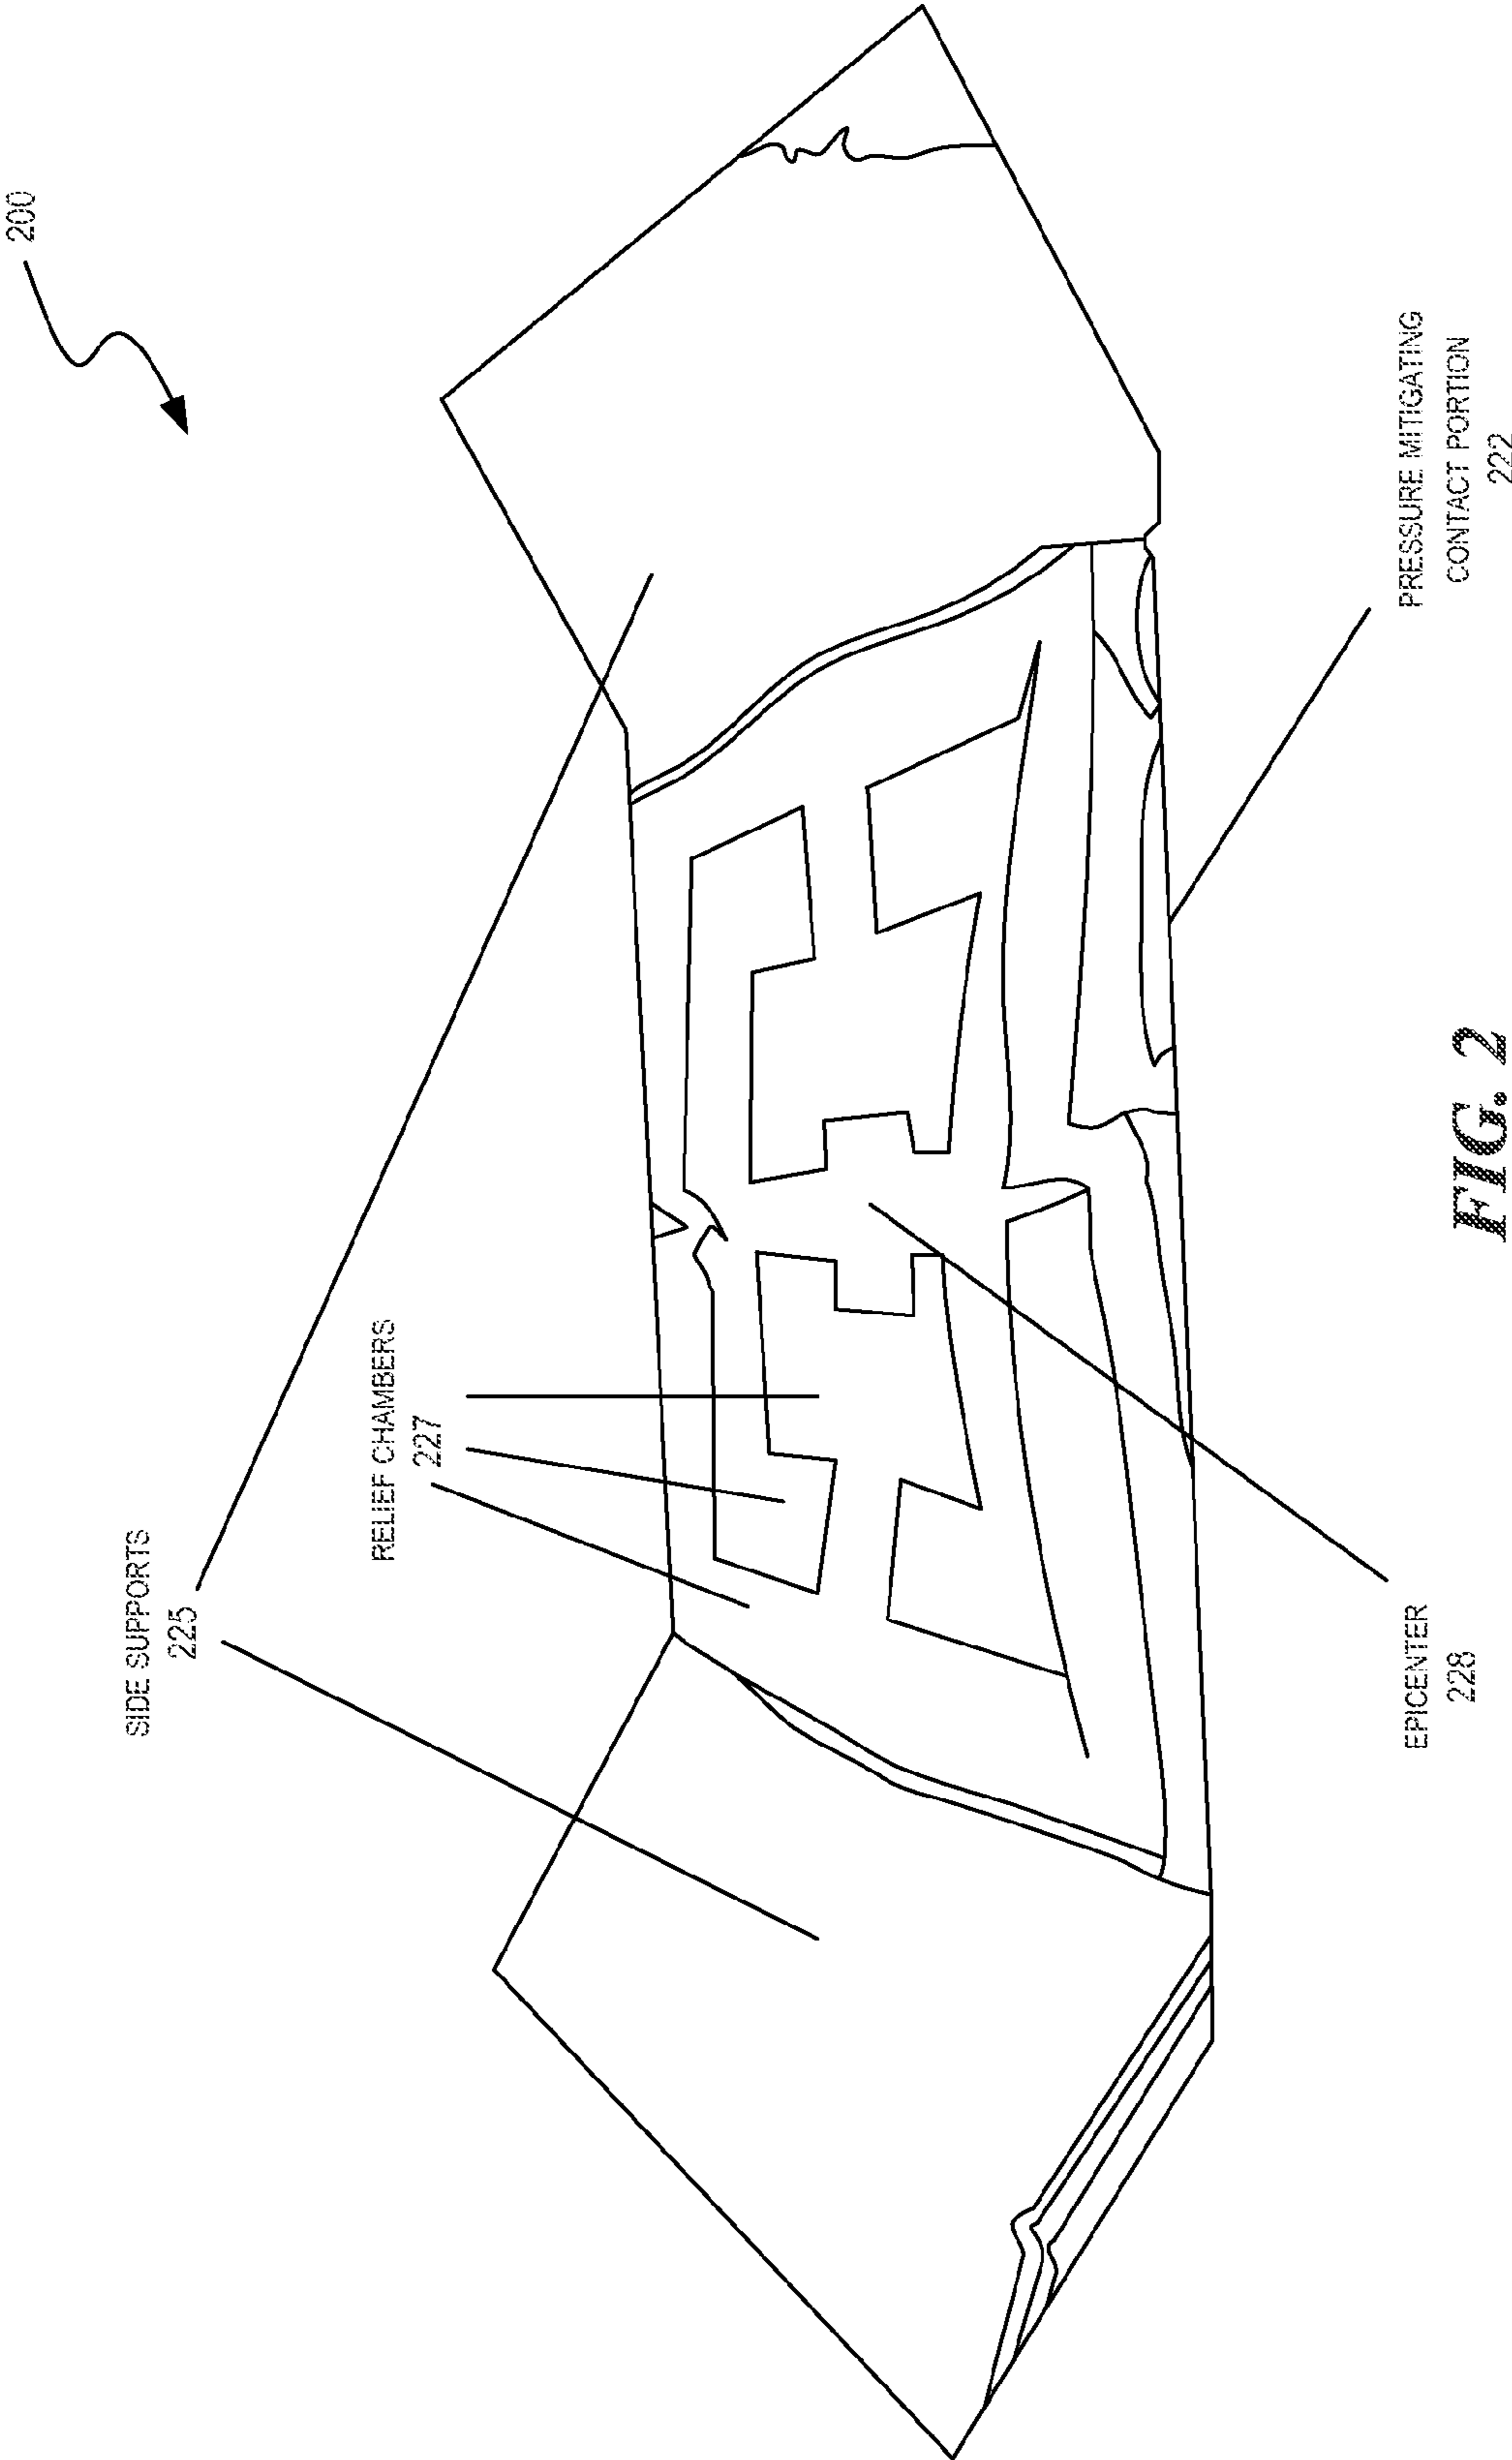 200
SIDE SUPPORTS
225
RELIEF CHAMBERS
227
EPICENTER
228
PRESSURE MITIGATING
CONTACT PORTION
222
FIG. 2